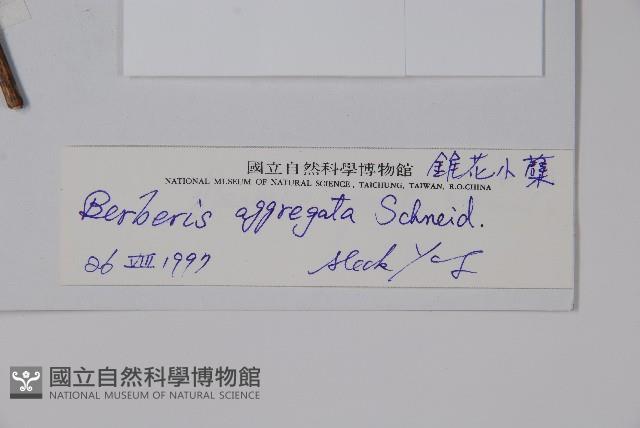 國立自然科學博物館 錐花小蘗
NATIONAL MUSEUM OF NATURAL SCIENCE, TAICHUNG, TAIWAN, R.O.CHINA
Berberis aggregata Schneid.
26 VIII 1997
國立自然科學博物館
NATIONAL MUSEUM OF NATURAL SCIENCE